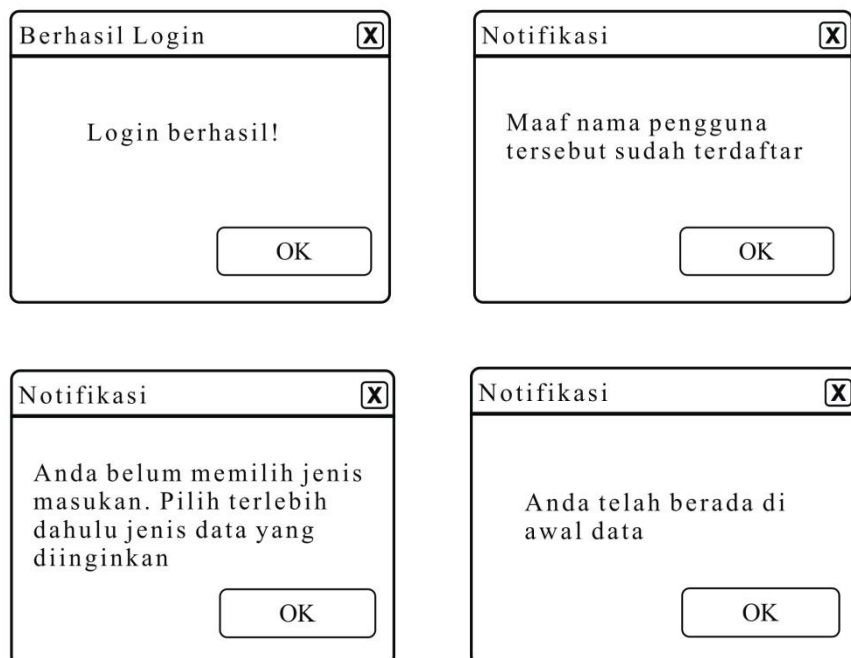 Berhasil Login X
Login berhasil!
OK
Notifikasi X
Maaf nama pengguna
tersebut sudah terdaftar
OK
Notifikasi X
Anda belum memilih jenis
masukan. Pilih terlebih
dahulu jenis data yang
diinginkan
OK
Notifikasi X
Anda telah berada di
awal data
OK